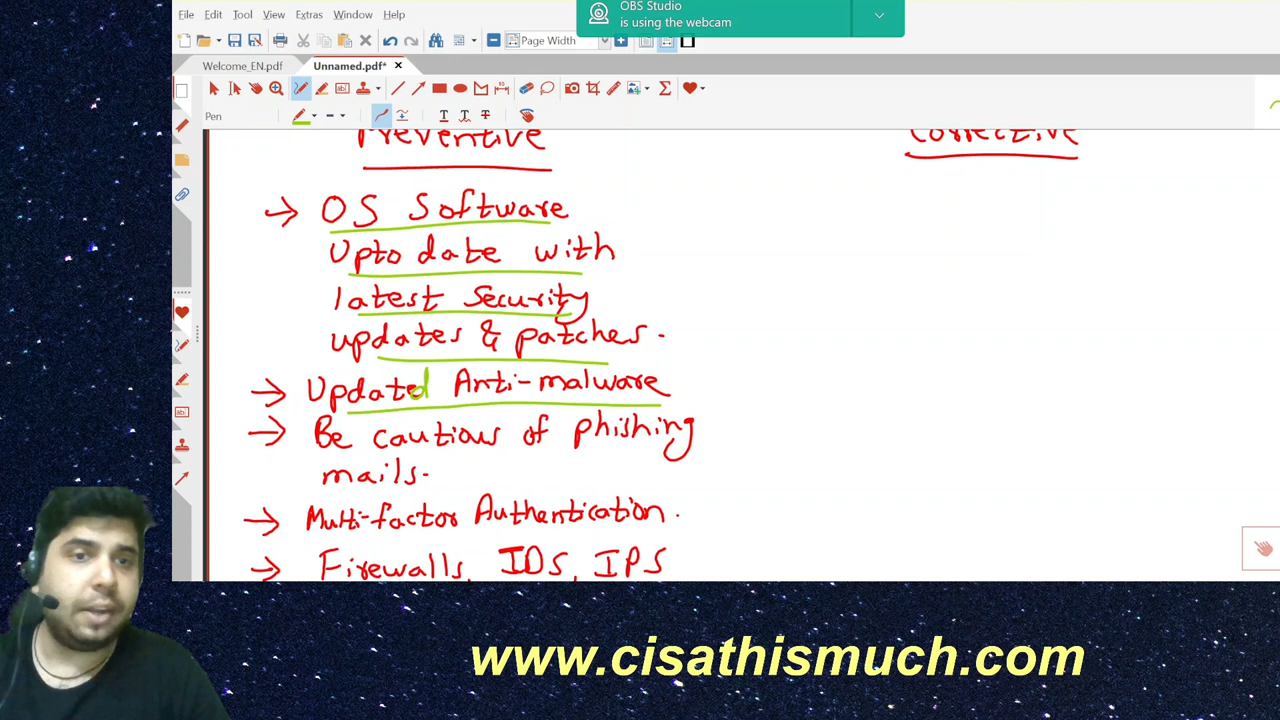 OBS Studio
is using the webcam
File Edit Tool View Extras Window Help
Page Width
Welcome_EN.pdf Unnamed.pdf*
Pen
Preventive Corrective
→ OS Software
Upto date with
latest Security
updates & patches.
→ Updated Anti-malware
→ Be cautious of phishing
mails.
→ Multi-factor Authentication.
→ Firewalls, IDS, IPS
www.cisathismuch.com